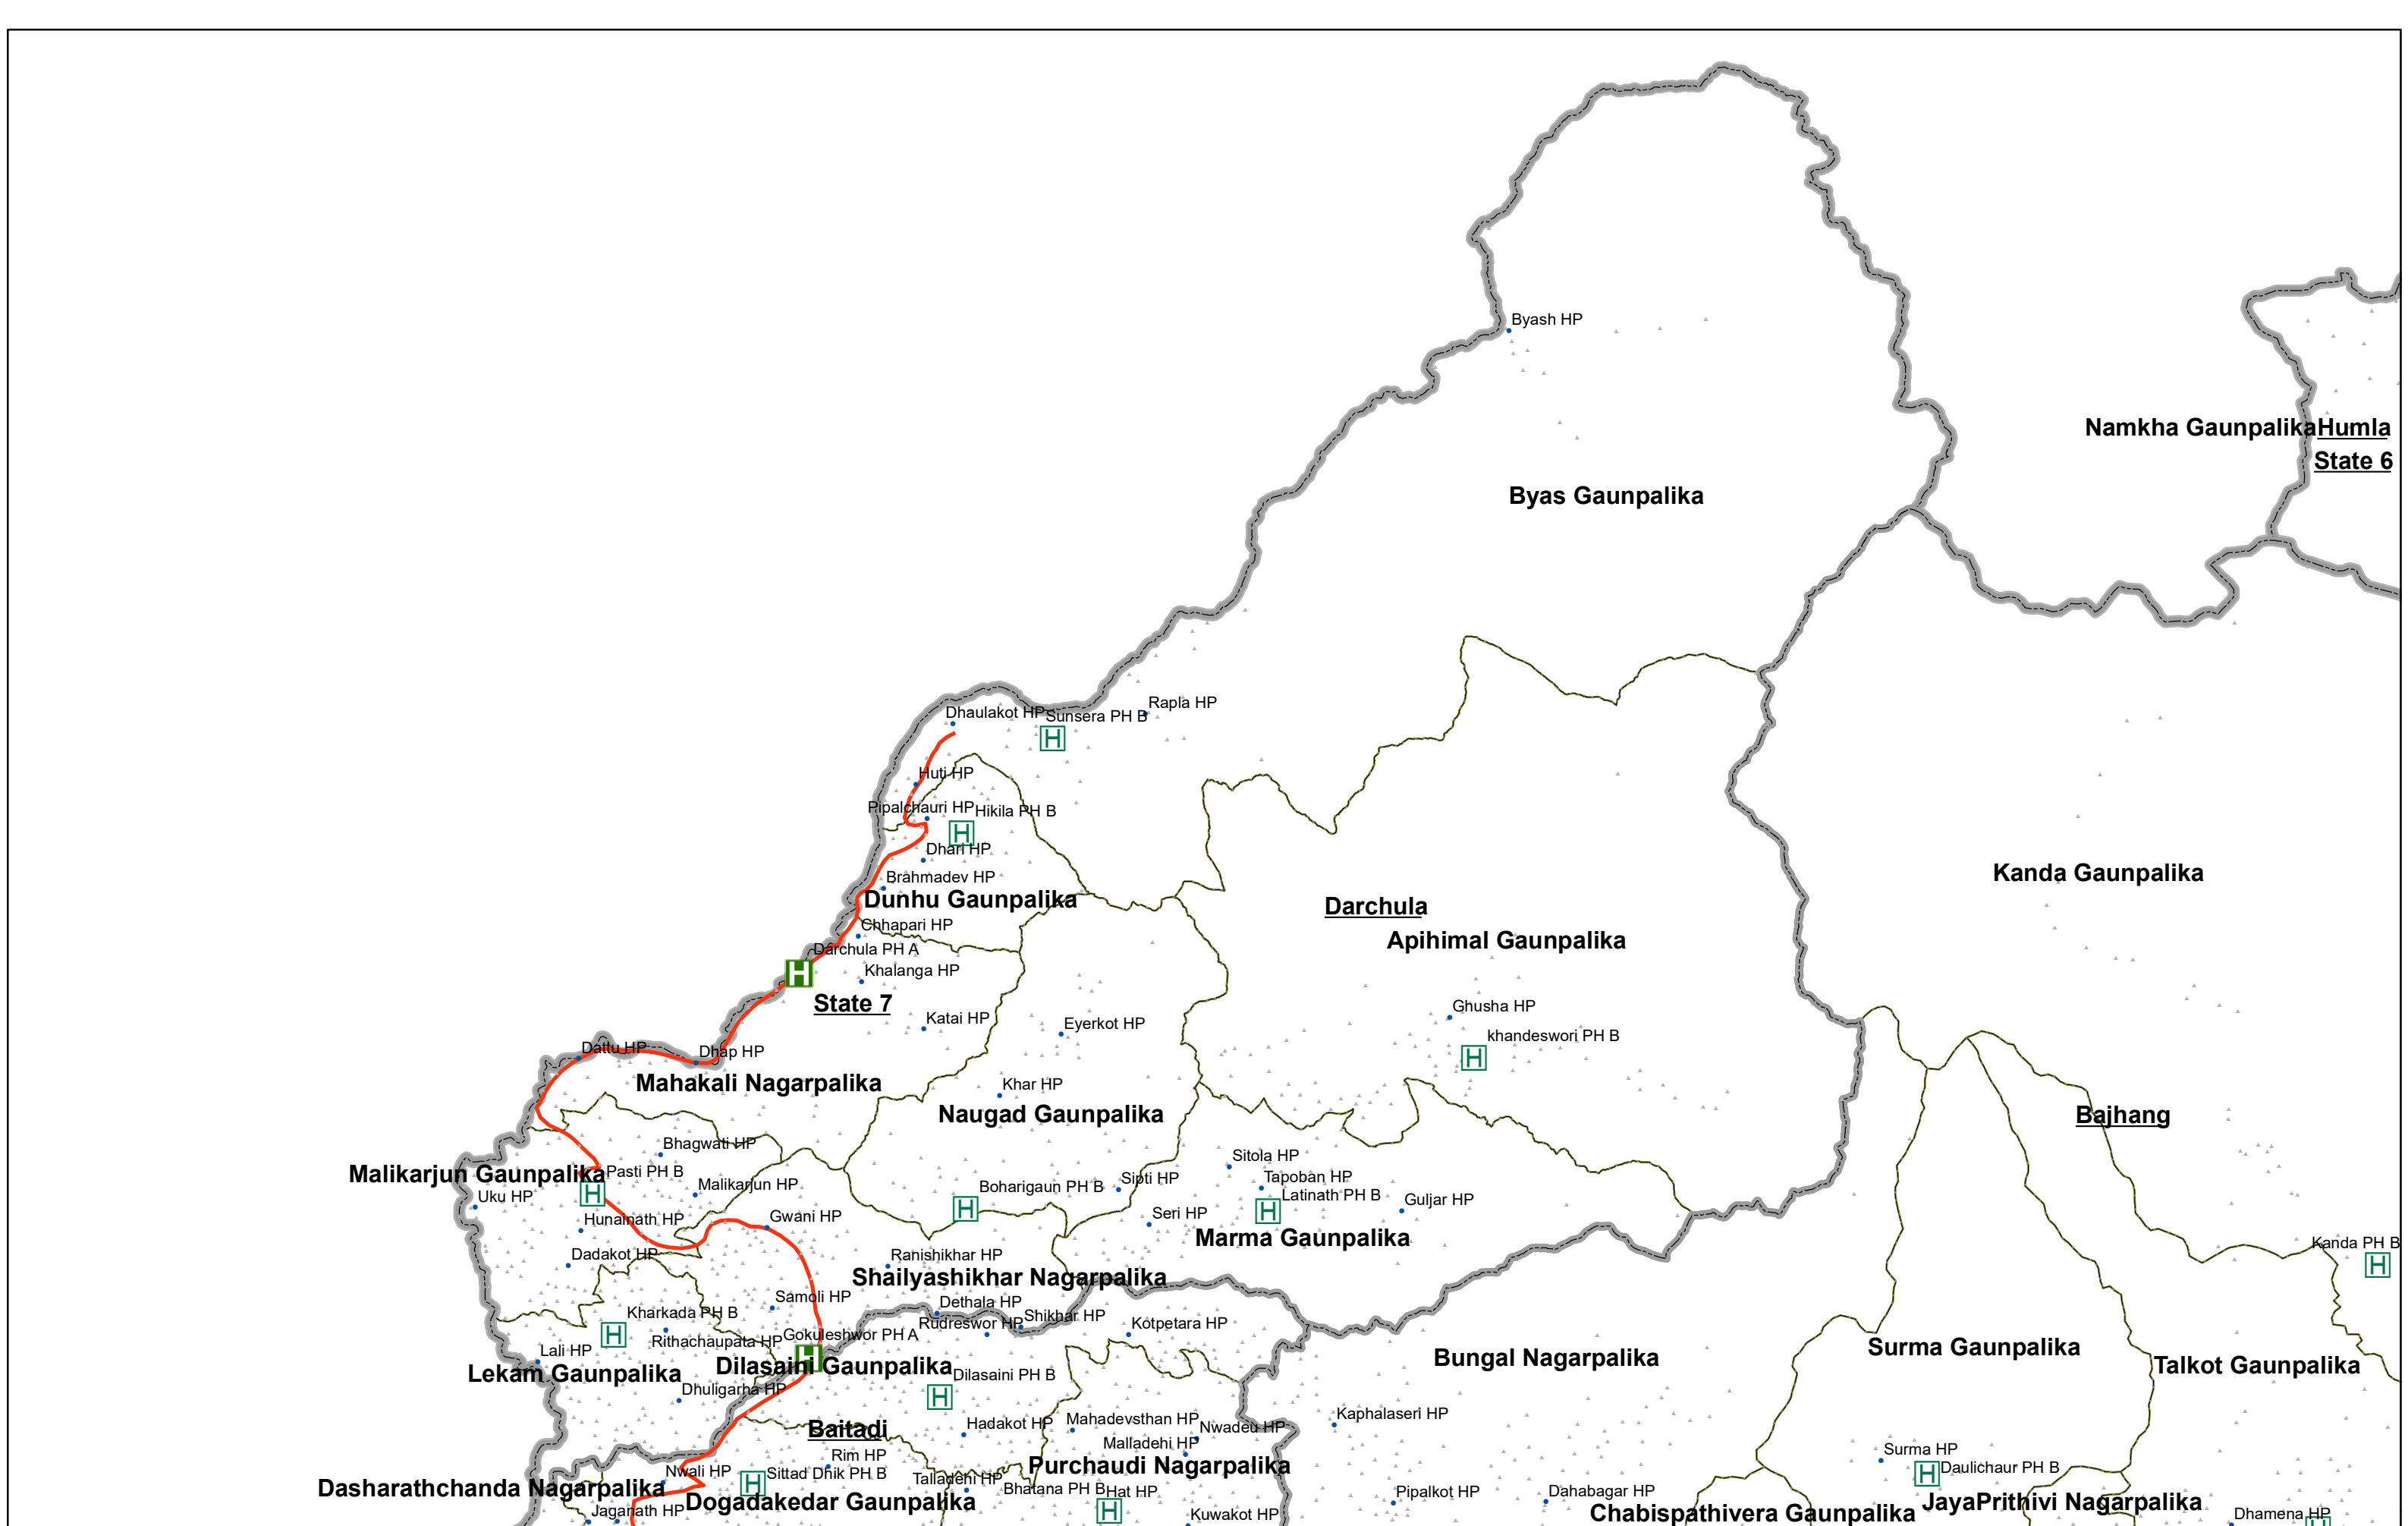 Byash HP
Namkha Gaunpalika
Humla
State 6
Byas Gaunpalika
Rapla HP
Dhaulakot HP
Sunsera PH B
Huti HP
Pipalchauri HP
Hikila PH B
Dhari HP
Kanda Gaunpalika
Brahmadev HP
Dunhu Gaunpalika
Darchula
Chhapari HP
Apihimal Gaunpalika
Darchula PH A
Khalanga HP
State 7
Ghusha HP
Katai HP
Eyerkot HP
khandeswori PH B
Dattu HP
Dhap HP
Mahakali Nagarpalika
Khar HP
Naugad Gaunpalika
Bajhang
Bhagwati HP
Sitola HP
Malikarjun Gaunpalika
Pasti PH B
Tapoban HP
Sipti HP
Malikarjun HP
Boharigaun PH B
Latinath PH B
Uku HP
Guljar HP
Seri HP
Gwani HP
Hunainath HP
Marma Gaunpalika
Kanda PH B
Dadakot HP
Ranishikhar HP
Shailyashikhar Nagarpalika
Samoli HP
Dethala HP
Kharkada PH B
Shikhar HP
Rudreswor HP
Kotpetara HP
Gokuleshwor PH A
Rithachaupata HP
Surma Gaunpalika
Lali HP
Bungal Nagarpalika
Dilasaini Gaunpalika
Talkot Gaunpalika
Lekam Gaunpalika
Dilasaini PH B
Dhuligarha HP
Kaphalaseri HP
Mahadevsthan HP
Hadakot HP
Nwadeu HP
Baitadi
Malladehi HP
Surma HP
Rim HP
Purchaudi Nagarpalika
Daulichaur PH B
Nwali HP
Sittad Dhik PH B
Talladehi HP
Dasharathchanda Nagarpalika
Bhatana PH B
Hat HP
Pipalkot HP
Dahabagar HP
Dogadakedar Gaunpalika
JayaPrithivi Nagarpalika
Jaganath HP
Kuwakot HP
Chabispathivera Gaunpalika
Dhamena HP